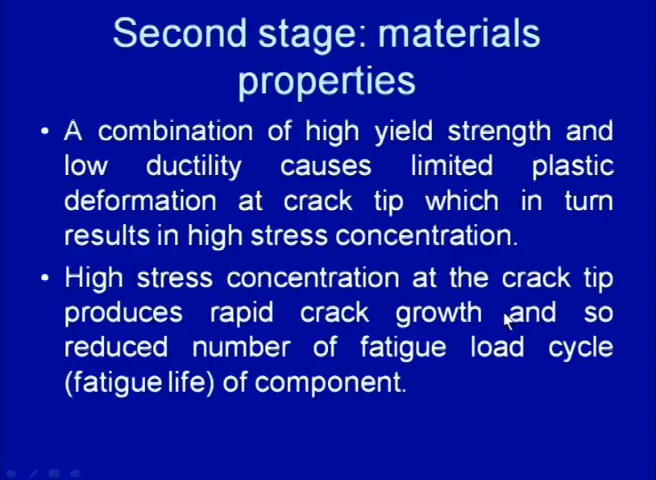 Second stage: materials
properties
• A combination of high yield strength and
low ductility causes limited plastic
deformation at crack tip which in turn
results in high stress concentration.
• High stress concentration at the crack tip
produces rapid crack growth and so
reduced number of fatigue load cycle
(fatigue life) of component.